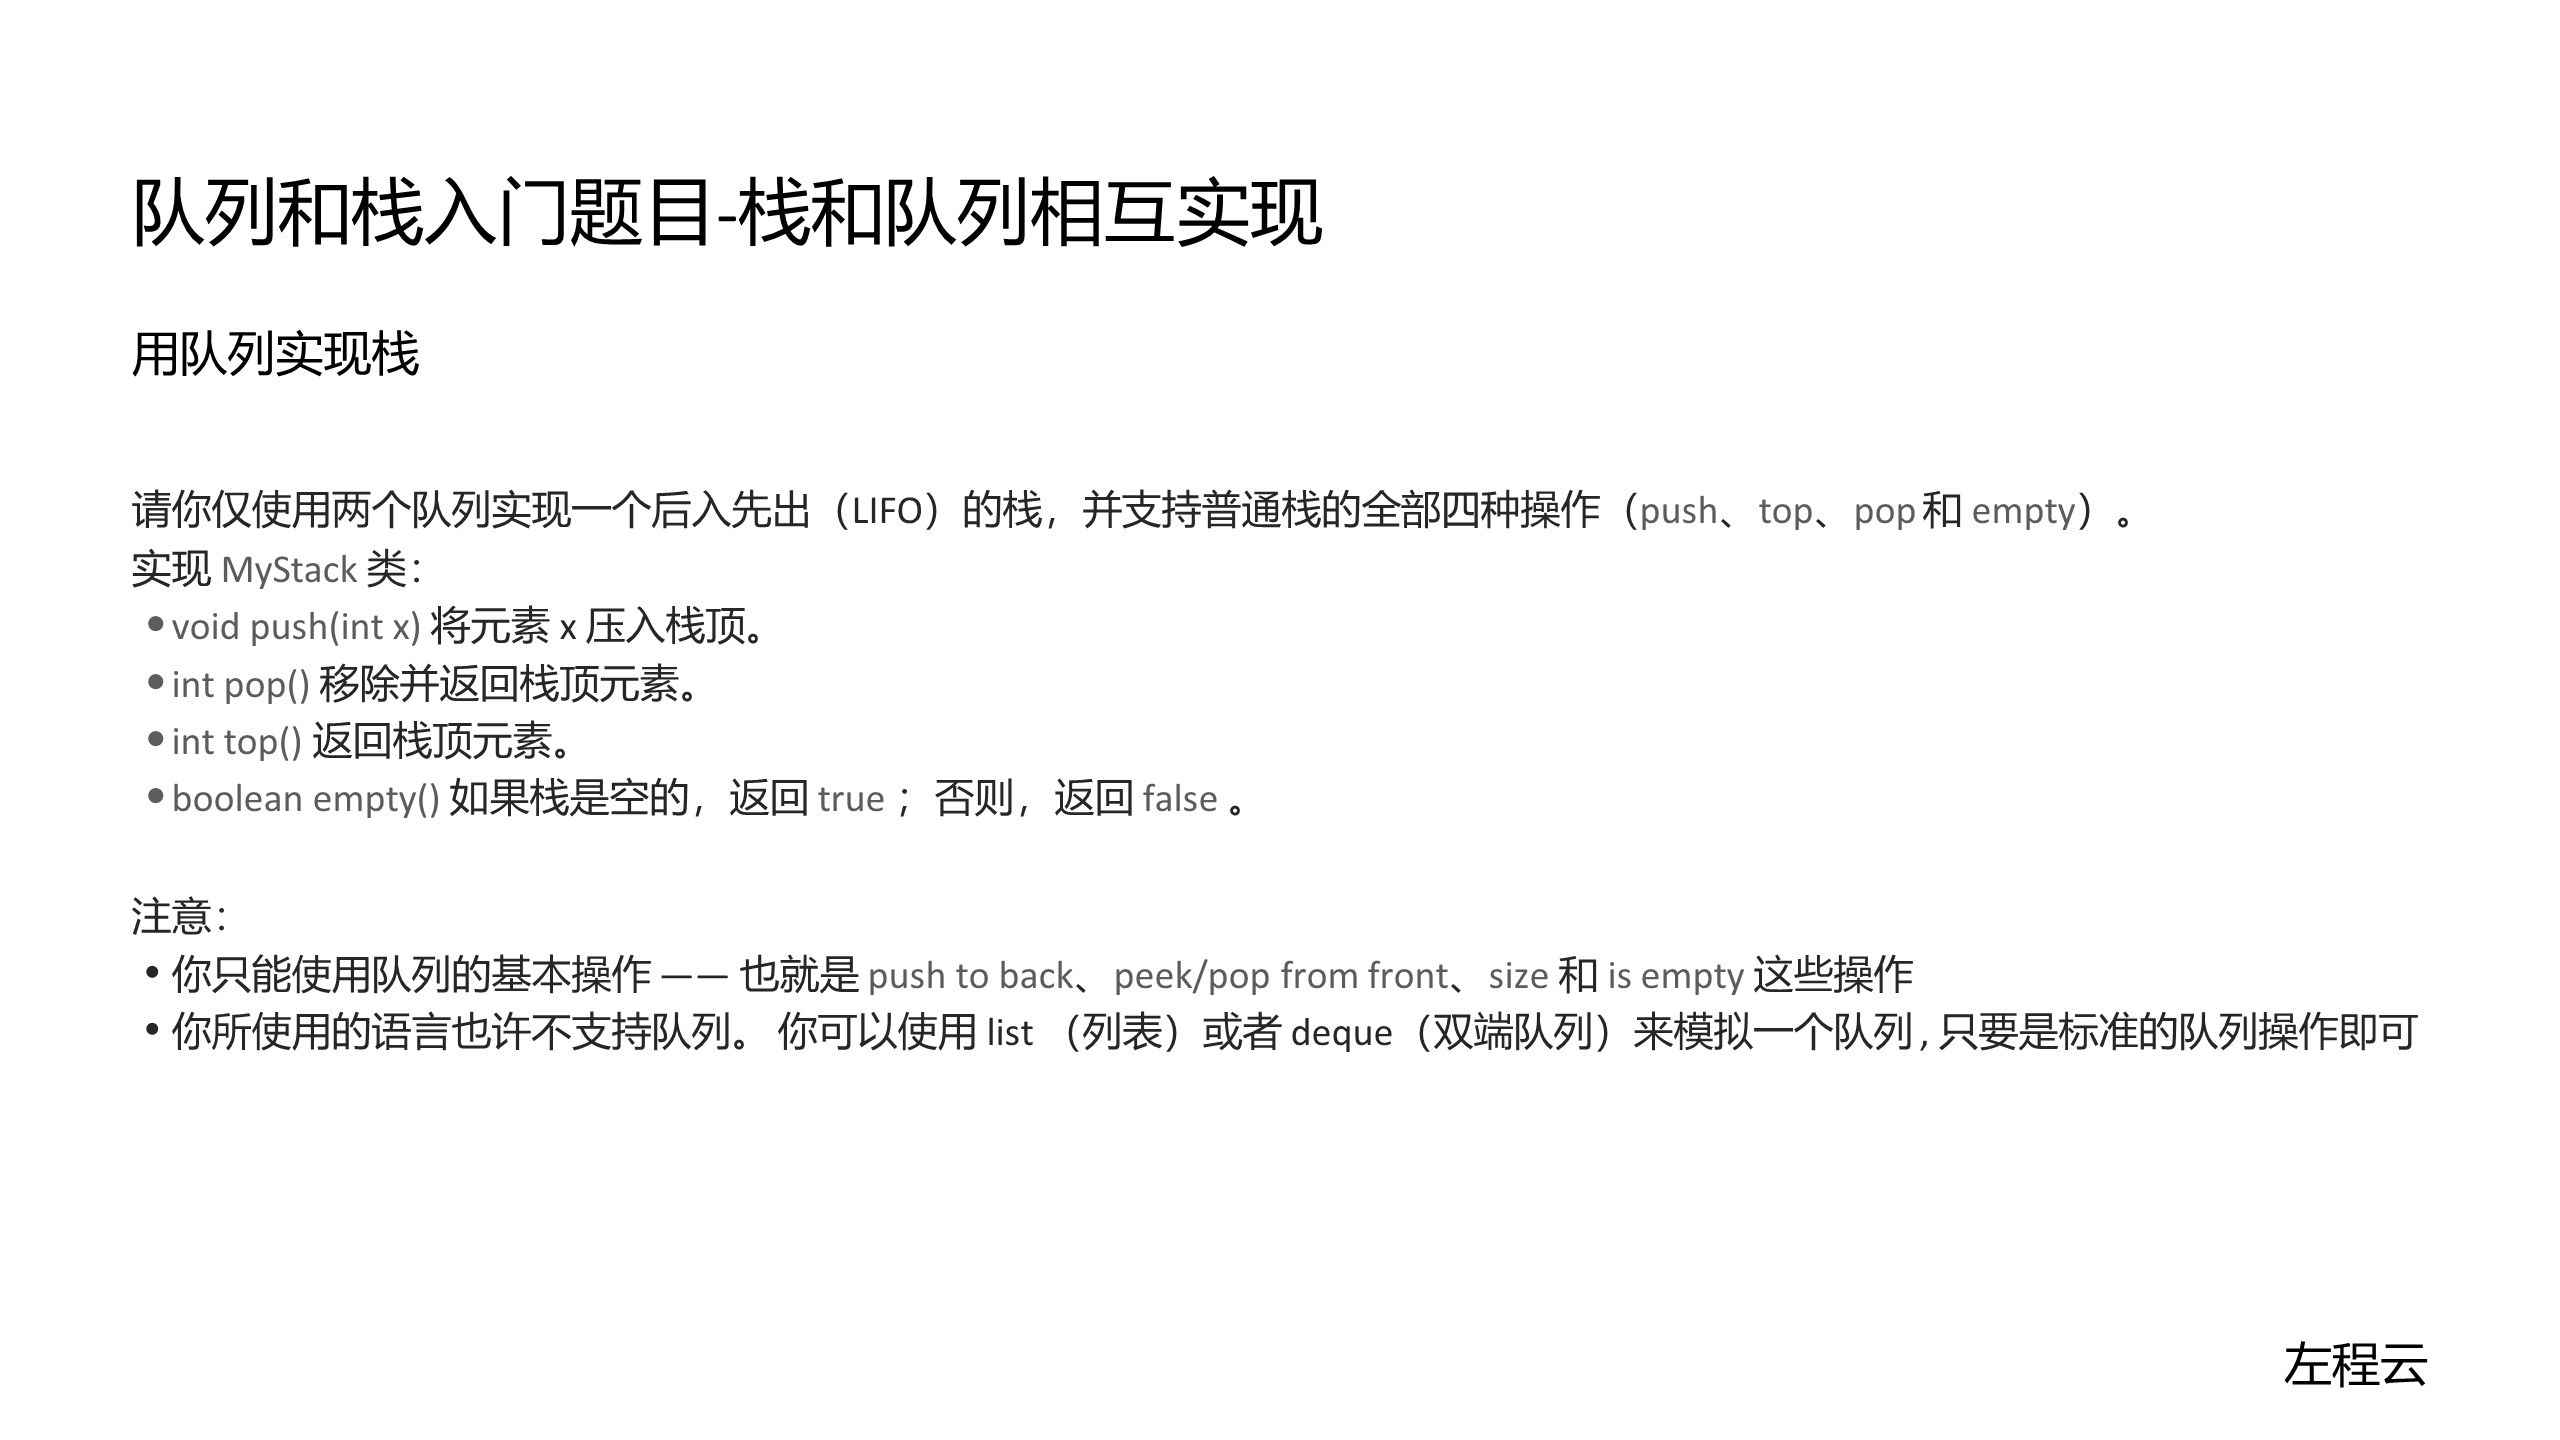 队列和栈入门题目-栈和队列相互实现
用队列实现栈
请你仅使用两个队列实现一个后入先出（LIFO）的栈，并支持普通栈的全部四种操作（push、top、pop 和 empty）。
实现 MyStack 类：
•void push(int x) 将元素 x 压入栈顶。
•int pop() 移除并返回栈顶元素。
•int top() 返回栈顶元素。
•boolean empty() 如果栈是空的，返回 true ；否则，返回 false 。
注意：
•你只能使用队列的基本操作 —— 也就是 push to back、peek/pop from front、size 和 is empty 这些操作
•你所使用的语言也许不支持队列。 你可以使用 list （列表）或者 deque（双端队列）来模拟一个队列 , 只要是标准的队列操作即可
左程云